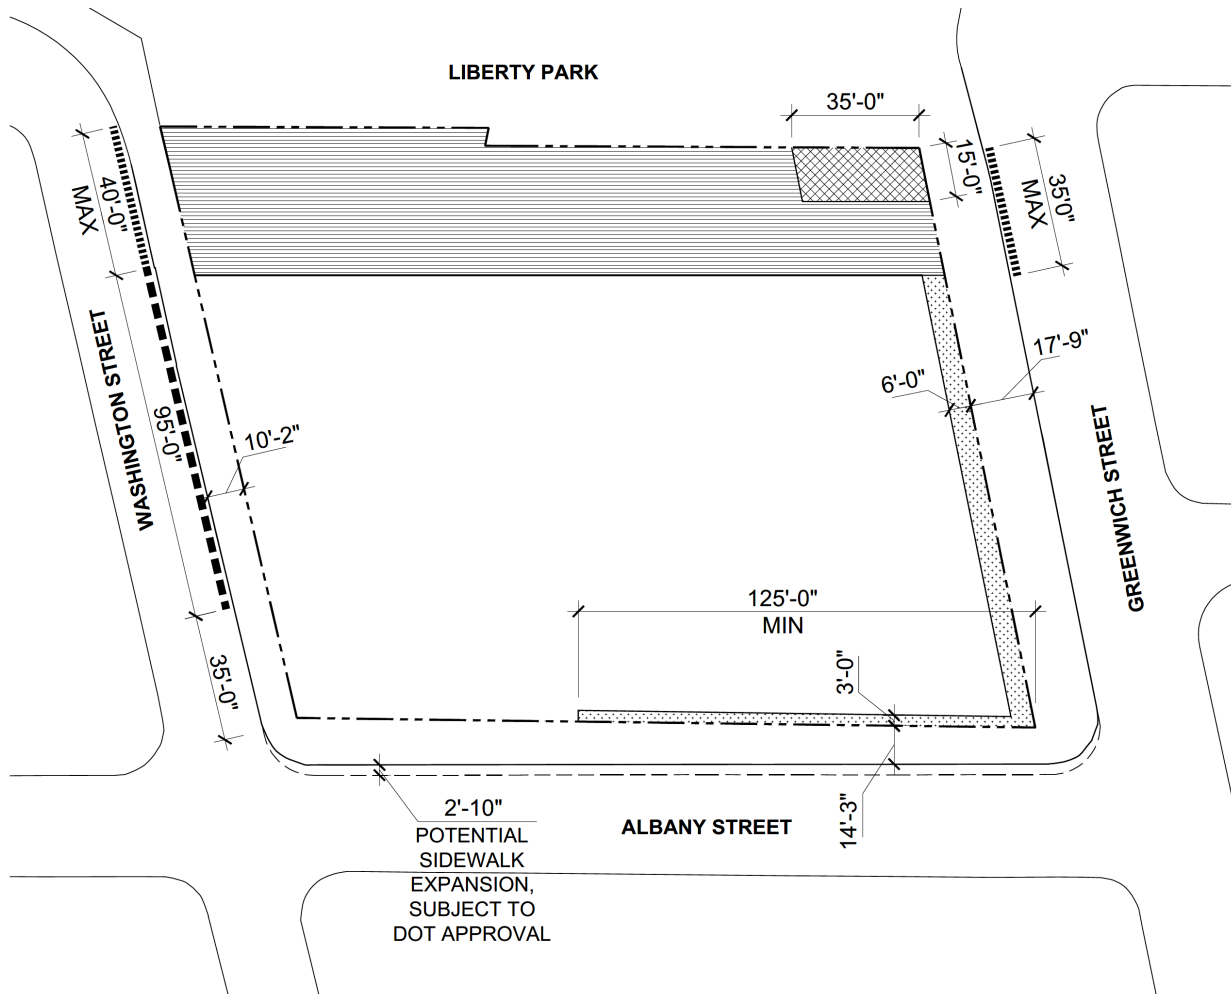 LIBERTY PARK
35'-0"
15'-0"
35'0"
MAX
40'-0"
MAX
WASHINGTON STREET
95'-0"
10'-2"
17'-9"
6'-0"
GREENWICH STREET
125'-0"
MIN
3'-0"
35'-0"
14'-3"
2'-10"
POTENTIAL
SIDEWALK
EXPANSION,
SUBJECT TO
DOT APPROVAL
ALBANY STREET